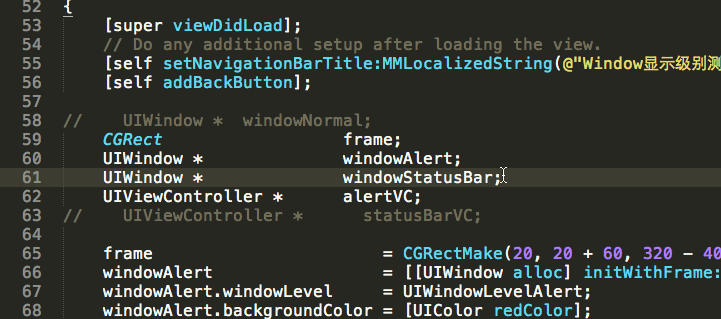 52 {
53 [super viewDidLoad];
54 // Do any additional setup after loading the view.
55 [self setNavigationBarTitle:MMLocalizedString(@"Window显示级别测
56 [self addBackButton];
57
58 // UIWindow * windowNormal;
59 CGRect frame;
60 UIWindow * windowAlert;
61 UIWindow * windowStatusBar;
62 UIViewController * alertVC;
63 // UIViewController * statusBarVC;
64
65 frame = CGRectMake(20, 20 + 60, 320 - 40
66 windowAlert = [[UIWindow alloc] initWithFrame:
67 windowAlert.windowLevel = UIWindowLevelAlert;
68 windowAlert.backgroundColor = [UIColor redColor];